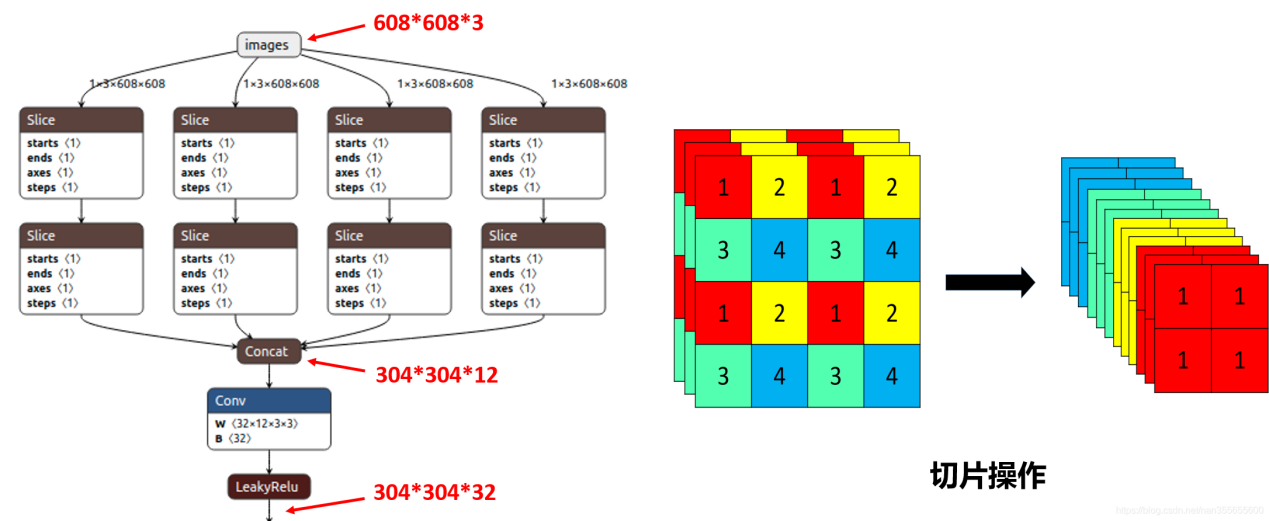 608*608*3
images
1×3×608×608 1×3×608×608 1×3×608×608 1×3×608×608
Slice Slice Slice Slice
starts 〈1〉 starts 〈1〉 starts 〈1〉 starts 〈1〉
ends 〈1〉 ends 〈1〉 ends 〈1〉 ends 〈1〉
axes 〈1〉 axes 〈1〉 axes 〈1〉 axes 〈1〉
steps 〈1〉 steps 〈1〉 steps 〈1〉 steps 〈1〉
Slice Slice Slice Slice
starts 〈1〉 starts 〈1〉 starts 〈1〉 starts 〈1〉
ends 〈1〉 ends 〈1〉 ends 〈1〉 ends 〈1〉
axes 〈1〉 axes 〈1〉 axes 〈1〉 axes 〈1〉
steps 〈1〉 steps 〈1〉 steps 〈1〉 steps 〈1〉
Concat
304*304*12
Conv
W 〈32×12×3×3〉
B 〈32〉
LeakyRelu
304*304*32
1 2 1 2
3 4 3 4
1 2 1 2
3 4 3 4
1 1
1 1
切片操作